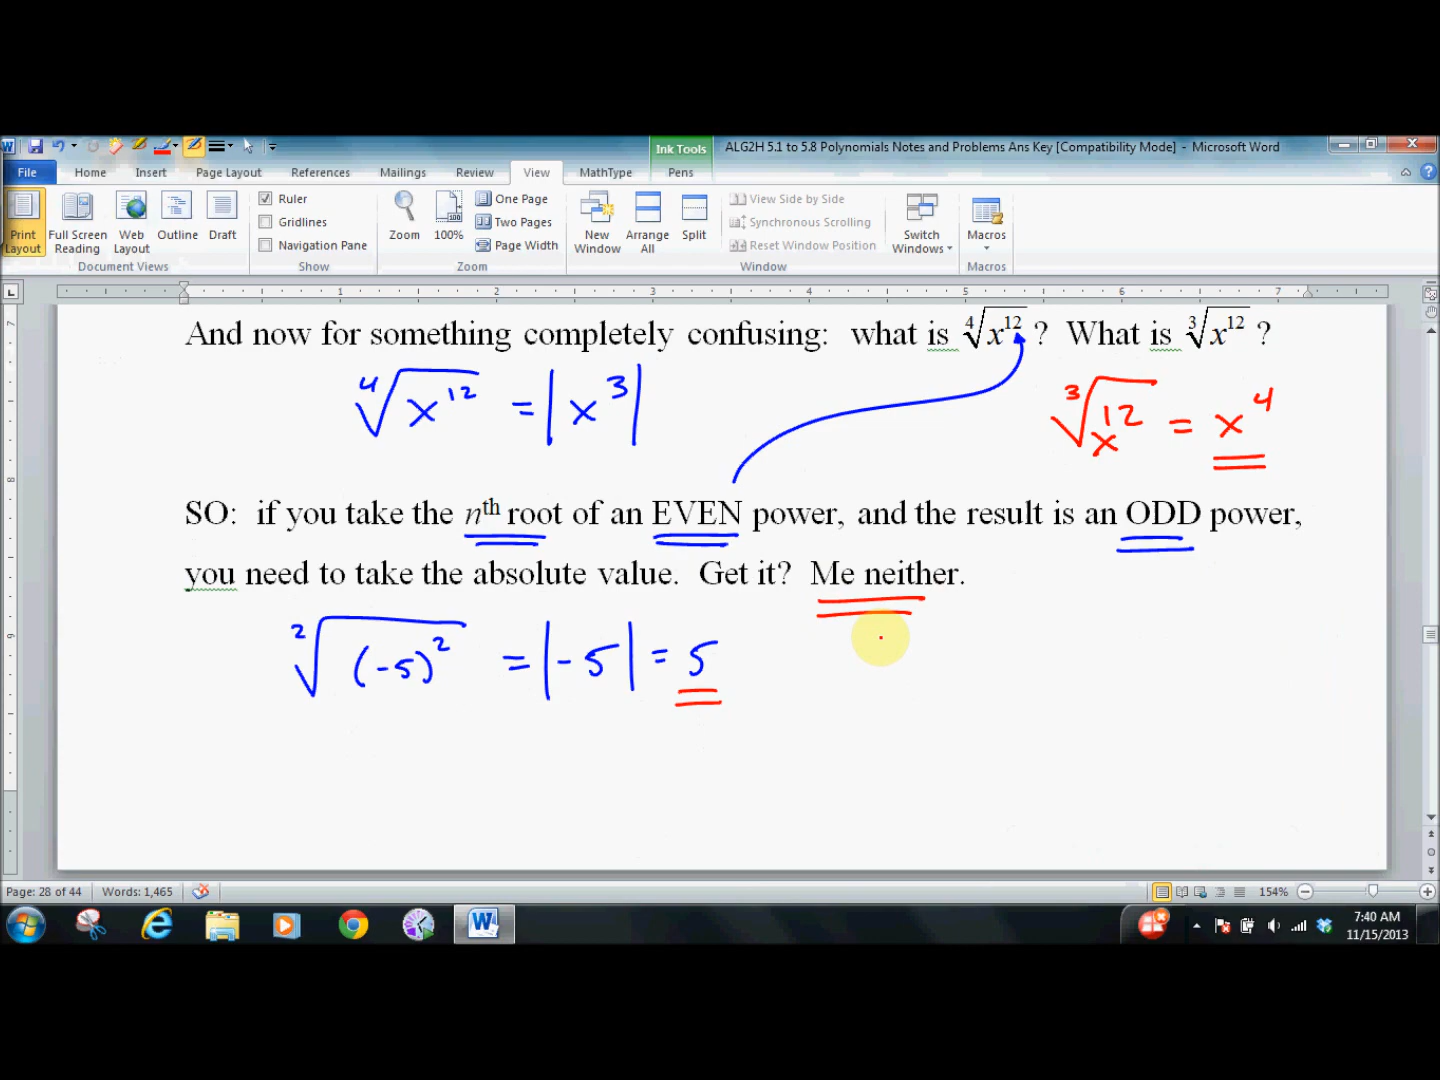 Ink Tools
ALG2H 5.1 to 5.8 Polynomials Notes and Problems Ans Key [Compatibility Mode] - Microsoft Word
File Home Insert Page Layout References Mailings Review View MathType Pens
Print Layout
Full Screen Reading
Web Layout
Outline
Draft
Document Views
Ruler
Gridlines
Navigation Pane
Show
Zoom
100%
One Page
Two Pages
Page Width
Zoom
New Window
Arrange All
Split
View Side by Side
Synchronous Scrolling
Reset Window Position
Window
Switch Windows
Macros
Macros
1 2 3 4 5 6 7
And now for something completely confusing: what is ⁴√x¹² ? What is ³√x¹² ?
⁴√x¹² = |x³|
³√x¹² = x⁴
SO: if you take the nth root of an EVEN power, and the result is an ODD power,
you need to take the absolute value. Get it? Me neither.
²√(-5)² = |-5| = 5
Page: 28 of 44 Words: 1,465 154%
7:40 AM
11/15/2013